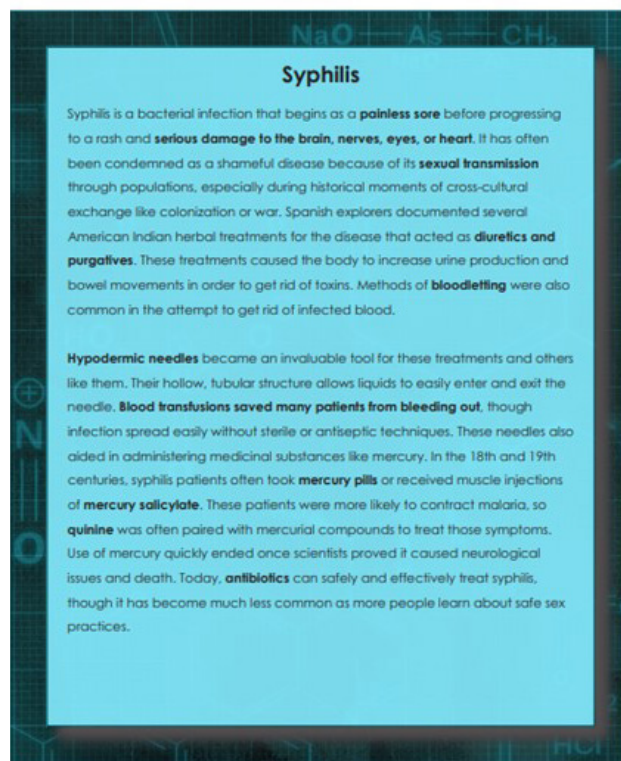 NaO As CH₂
Syphilis
Syphilis is a bacterial infection that begins as a painless sore before progressing
to a rash and serious damage to the brain, nerves, eyes, or heart. It has often
been condemned as a shameful disease because of its sexual transmission
through populations, especially during historical moments of cross-cultural
exchange like colonization or war. Spanish explorers documented several
American Indian herbal treatments for the disease that acted as diuretics and
purgatives. These treatments caused the body to increase urine production and
bowel movements in order to get rid of toxins. Methods of bloodletting were also
common in the attempt to get rid of infected blood.
Hypodermic needles became an invaluable tool for these treatments and others
like them. Their hollow, tubular structure allows liquids to easily enter and exit the
needle. Blood transfusions saved many patients from bleeding out, though
infection spread easily without sterile or antiseptic techniques. These needles also
aided in administering medicinal substances like mercury. In the 18th and 19th
centuries, syphilis patients often took mercury pills or received muscle injections
of mercury salicylate. These patients were more likely to contract malaria, so
quinine was often paired with mercurial compounds to treat those symptoms.
Use of mercury quickly ended once scientists proved it caused neurological
issues and death. Today, antibiotics can safely and effectively treat syphilis,
though it has become much less common as more people learn about safe sex
practices.
N
O
2
HCl